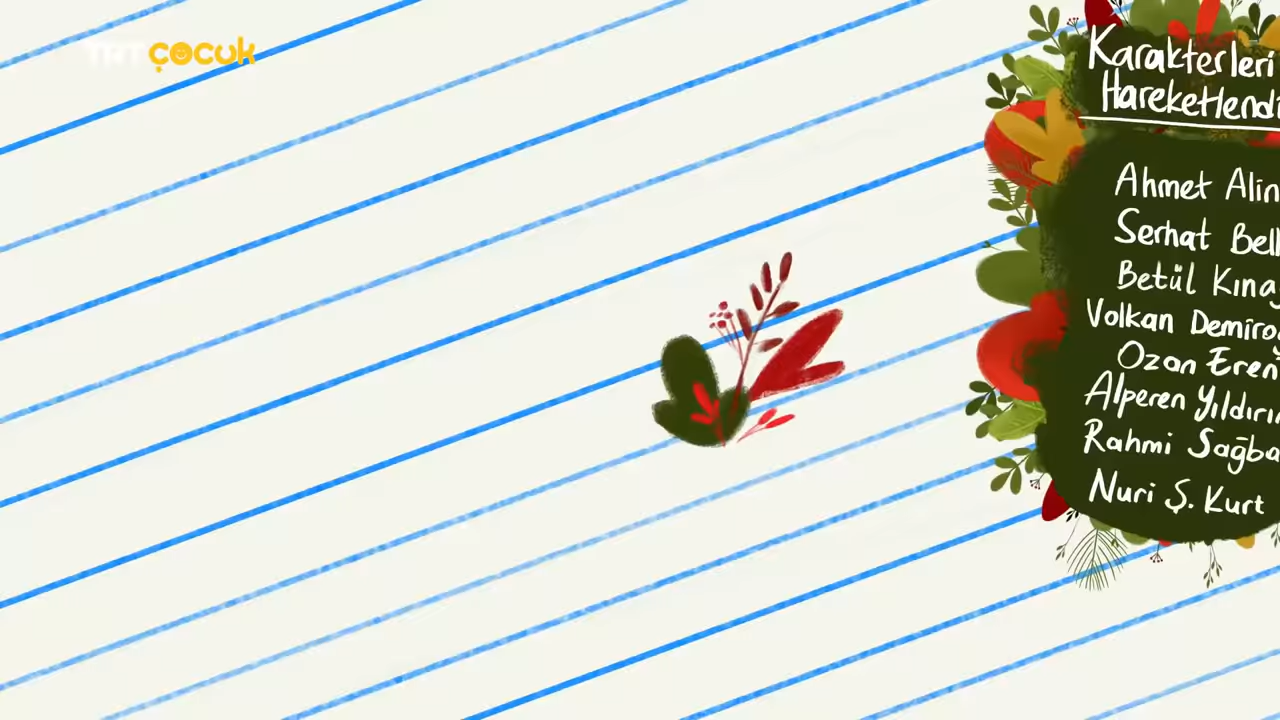 TRT çocuk
Karakterleri
Hareketlendi
Ahmet Alin
Serhat Bell
Betül Kına
Volkan Demiro
Ozan Eren
Alperen Yıldırı
Rahmi Sağba
Nuri Ş. Kurt